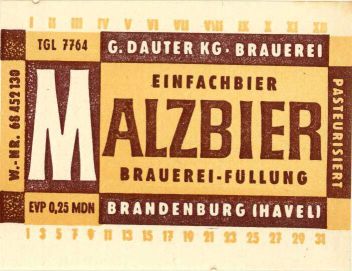 I II III IV V VI VII VIII IX X XI XII
TGL 7764
G. DAUTER KG · BRAUEREI
W.-NR. 68 452 130
EINFACHBIER
MALZBIER
BRAUEREI-FÜLLUNG
PASTEURISIERT
EVP 0,25 MDN
BRANDENBURG (HAVEL)
1 3 5 7 9 11 13 15 17 19 21 23 25 27 29 31